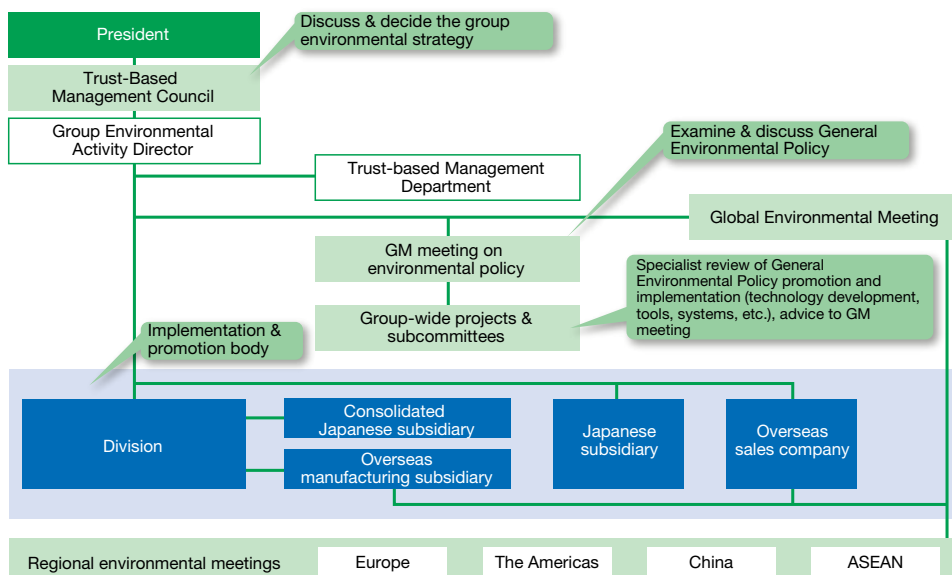 President
Discuss & decide the group
environmental strategy
Trust-Based
Management Council
Group Environmental
Activity Director
Examine & discuss General
Environmental Policy
Trust-based Management
Department
Global Environmental Meeting
GM meeting on
environmental policy
Specialist review of General
Environmental Policy promotion and
implementation (technology development,
tools, systems, etc.), advice to GM
meeting
Group-wide projects &
subcommittees
Implementation &
promotion body
Division
Consolidated
Japanese subsidiary
Overseas
manufacturing subsidiary
Japanese
subsidiary
Overseas
sales company
Regional environmental meetings
Europe
The Americas
China
ASEAN